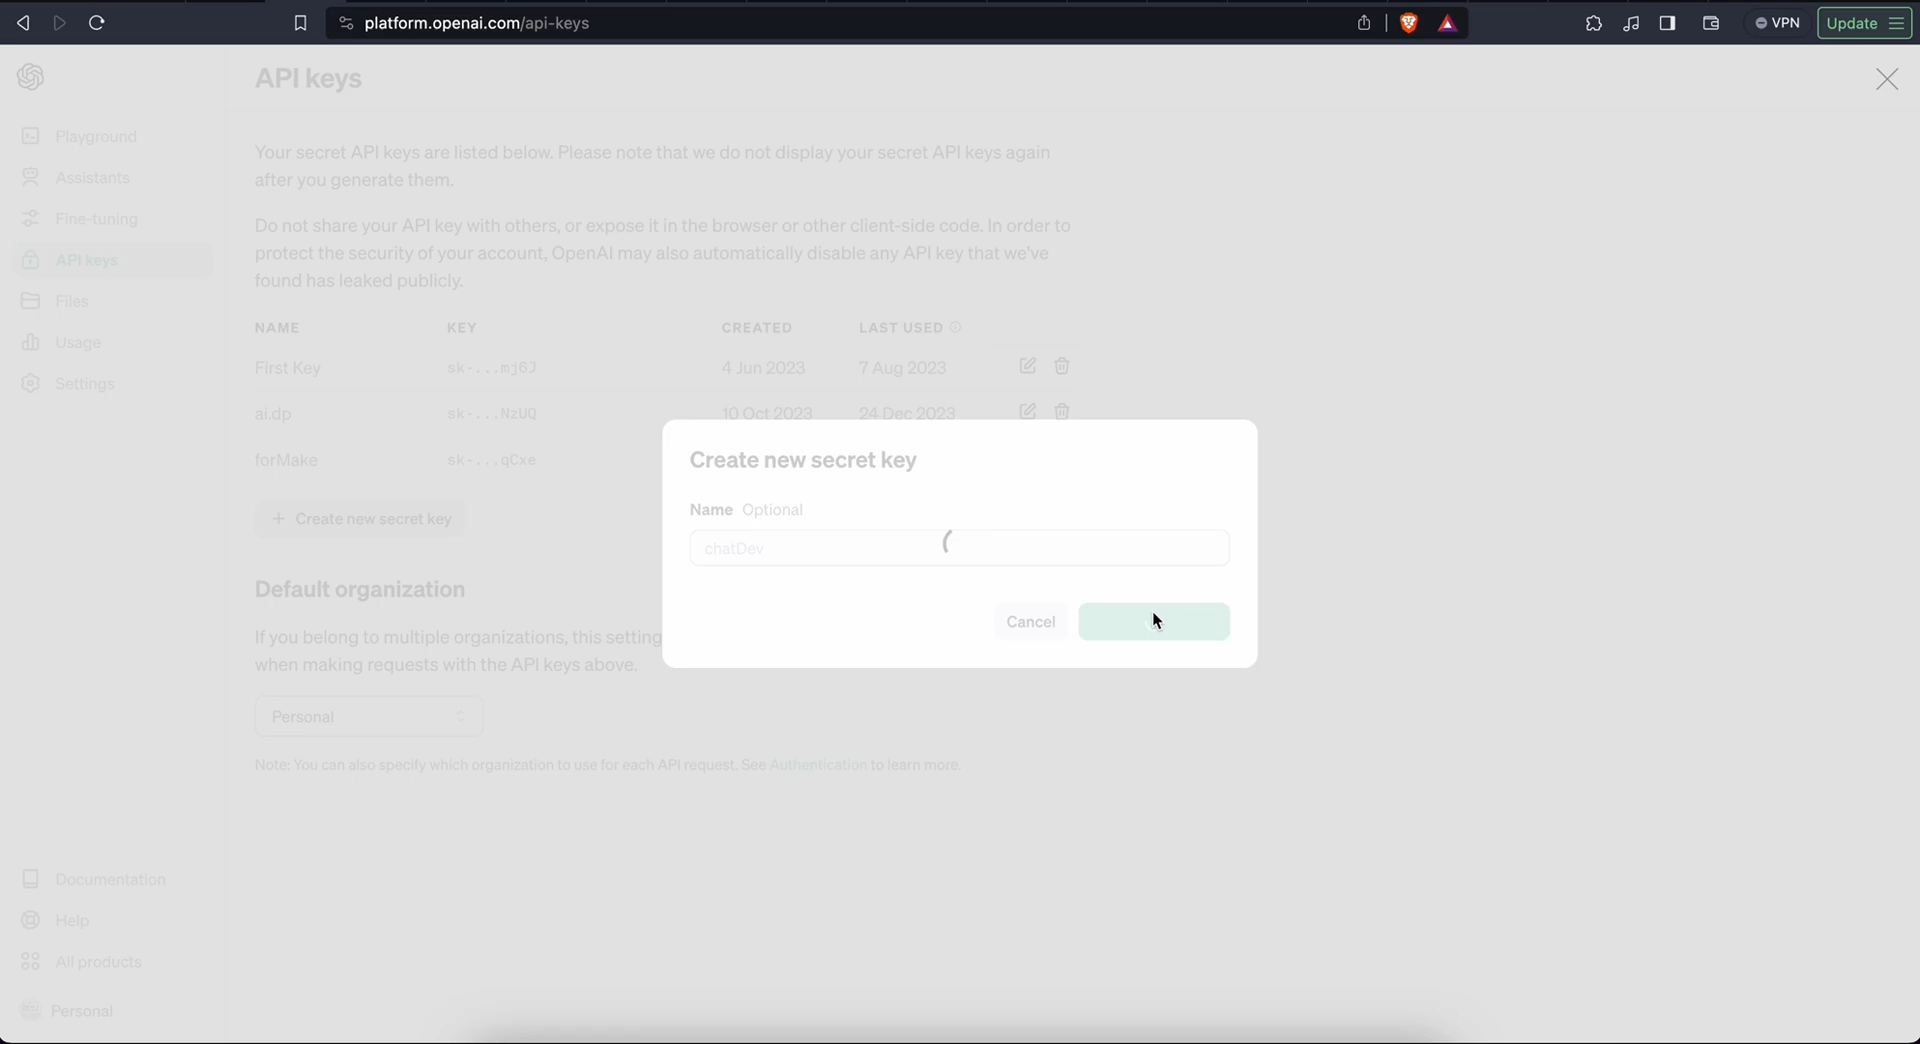 platform.openai.com/api-keys
VPN
Update
API keys
Playground
Assistants
Fine-tuning
API keys
Files
Usage
Settings
Your secret API keys are listed below. Please note that we do not display your secret API keys again
after you generate them.
Do not share your API key with others, or expose it in the browser or other client-side code. In order to
protect the security of your account, OpenAI may also automatically disable any API key that we've
found has leaked publicly.
NAME KEY CREATED LAST USED
First Key sk-...mj6J 4 Jun 2023 7 Aug 2023
ai.dp sk-...NzUQ 10 Oct 2023 24 Dec 2023
forMake sk-...qCxe
+ Create new secret key
Create new secret key
Name Optional
chatDev
Cancel
Default organization
If you belong to multiple organizations, this setting
when making requests with the API keys above.
Personal
Note: You can also specify which organization to use for each API request. See Authentication to learn more.
Documentation
Help
All products
Personal